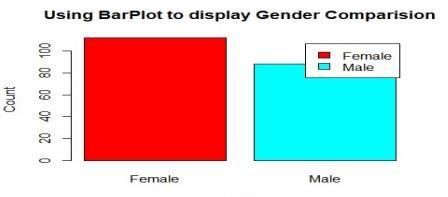 Using BarPlot to display Gender Comparision
Count
100
80
60
40
20
0
Female
Male
Female
Male